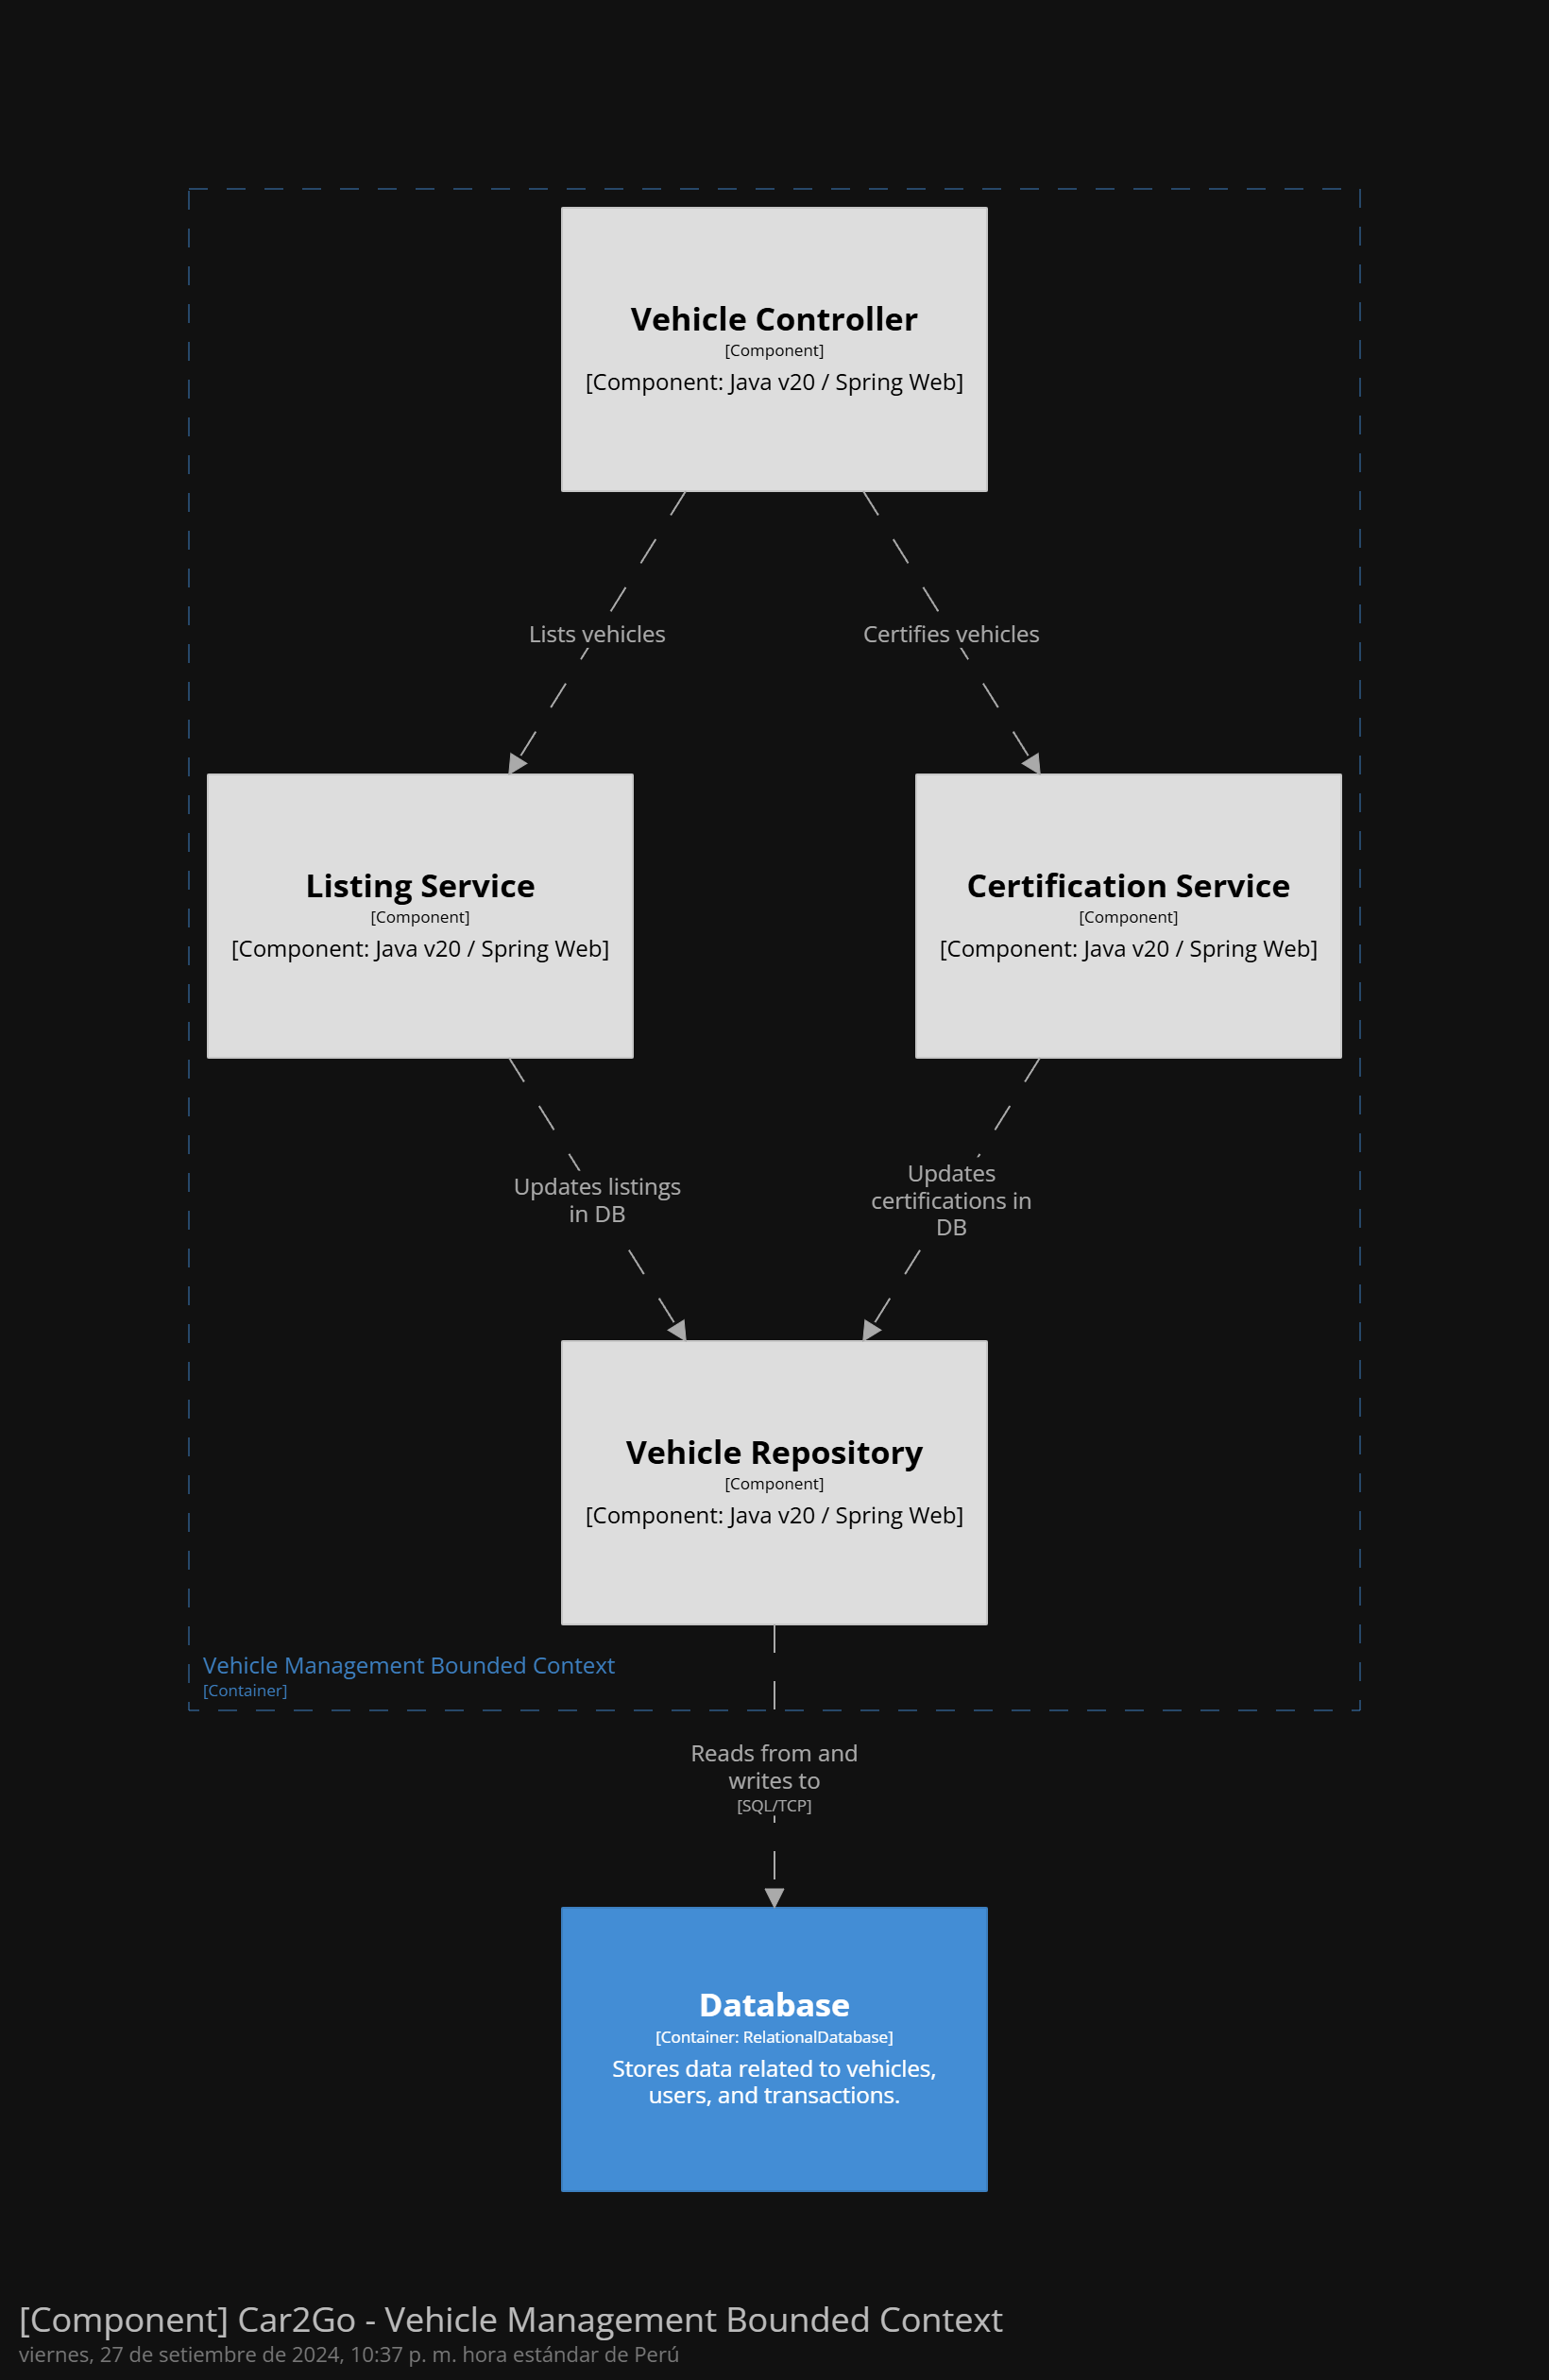 Vehicle Controller
[Component]
[Component: Java v20 / Spring Web]
Lists vehicles
Certifies vehicles
Listing Service
[Component]
[Component: Java v20 / Spring Web]
Certification Service
[Component]
[Component: Java v20 / Spring Web]
Updates listings
in DB
Updates
certifications in
DB
Vehicle Repository
[Component]
[Component: Java v20 / Spring Web]
Vehicle Management Bounded Context
[Container]
Reads from and
writes to
[SQL/TCP]
Database
[Container: RelationalDatabase]
Stores data related to vehicles,
users, and transactions.
[Component] Car2Go - Vehicle Management Bounded Context
viernes, 27 de setiembre de 2024, 10:37 p. m. hora estándar de Perú